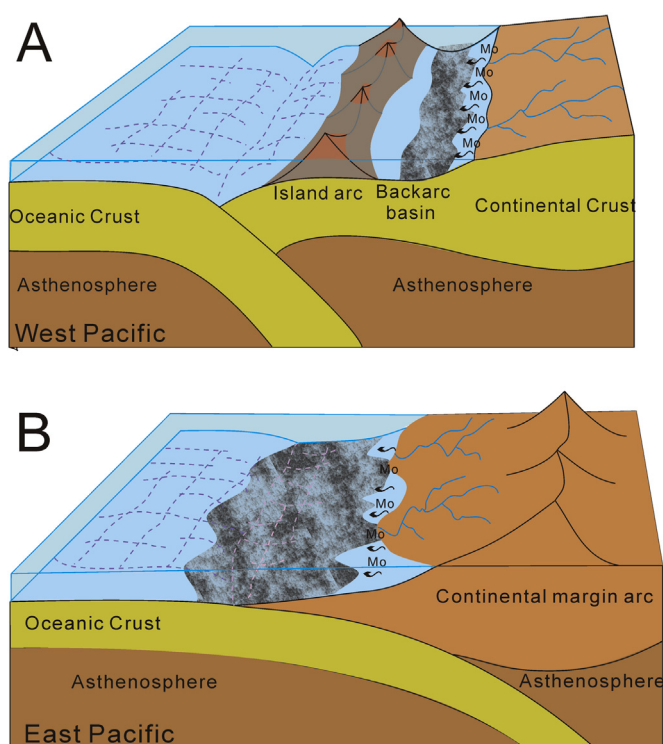 A
Mo
Mo
Mo
Mo
Mo
Mo
Island arc
Backarc
basin
Continental Crust
Oceanic Crust
Asthenosphere
Asthenosphere
West Pacific
B
Mo
Mo
Mo
Mo
Mo
Continental margin arc
Oceanic Crust
Asthenosphere
Asthenosphere
East Pacific